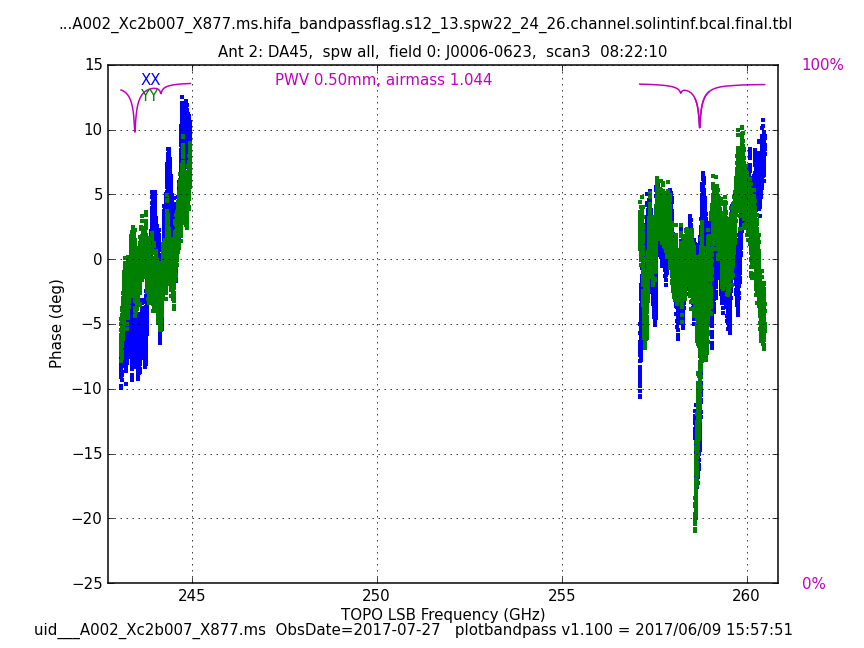 ...A002_Xc2b007_X877.ms.hifa_bandpassflag.s12_13.spw22_24_26.channel.solintinf.bcal.final.tbl
Ant 2: DA45,  spw all,  field 0: J0006-0623,  scan3  08:22:10
15
10
5
0
−5
−10
−15
−20
−25
Phase (deg)
XX
YY
PWV 0.50mm, airmass 1.044
100%
0%
245
250
255
260
TOPO LSB Frequency (GHz)
uid___A002_Xc2b007_X877.ms  ObsDate=2017-07-27   plotbandpass v1.100 = 2017/06/09 15:57:51